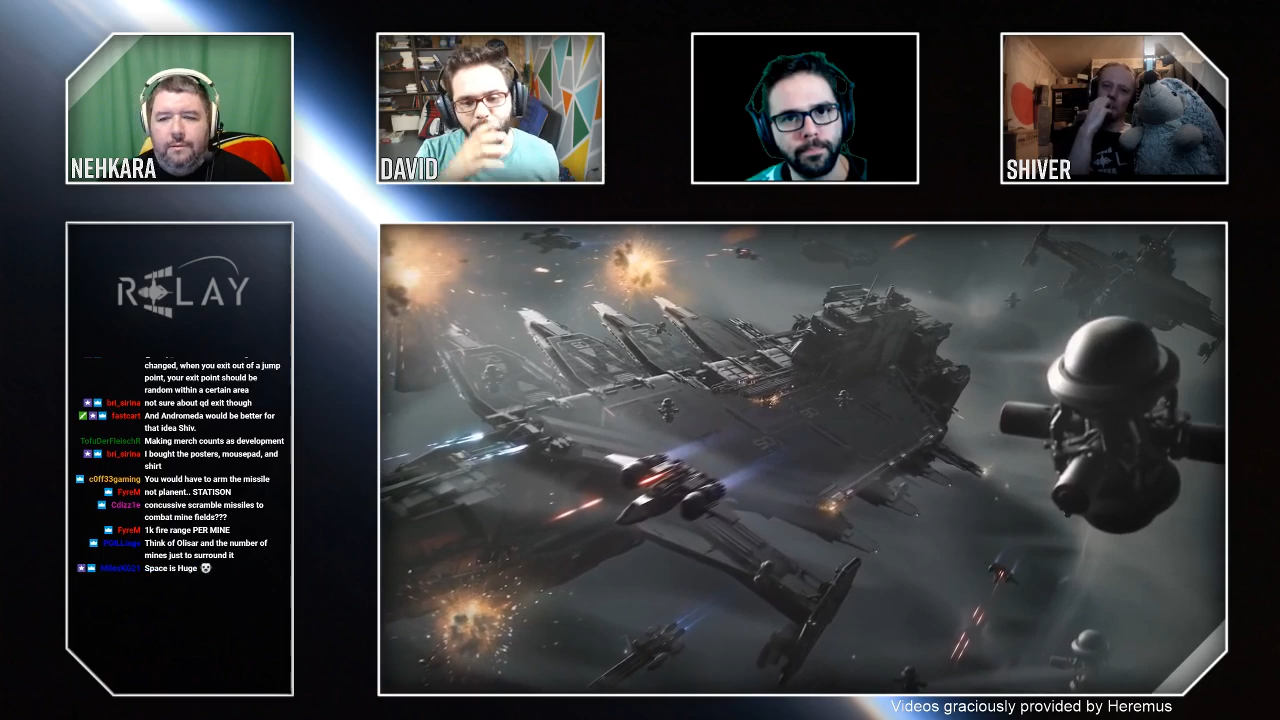 NEHKARA
DAVID
SHIVER
RELAY
changed, when you exit out of a jump
point, your exit point should be
random within a certain area
bri_sirina not sure about qd exit though
fastcart And Andromeda would be better for
that idea Shiv.
TofuDerFleischR Making merch counts as development
bri_sirina I bought the posters, mousepad, and
shirt
c0ff33gaming You would have to arm the missile
FyreM not planent.. STATISON
Cdizz1e concussive scramble missiles to
combat mine fields???
FyreM 1k fire range PER MINE
Think of Olisar and the number of
mines just to surround it
Space is Huge
Videos graciously provided by Heremus